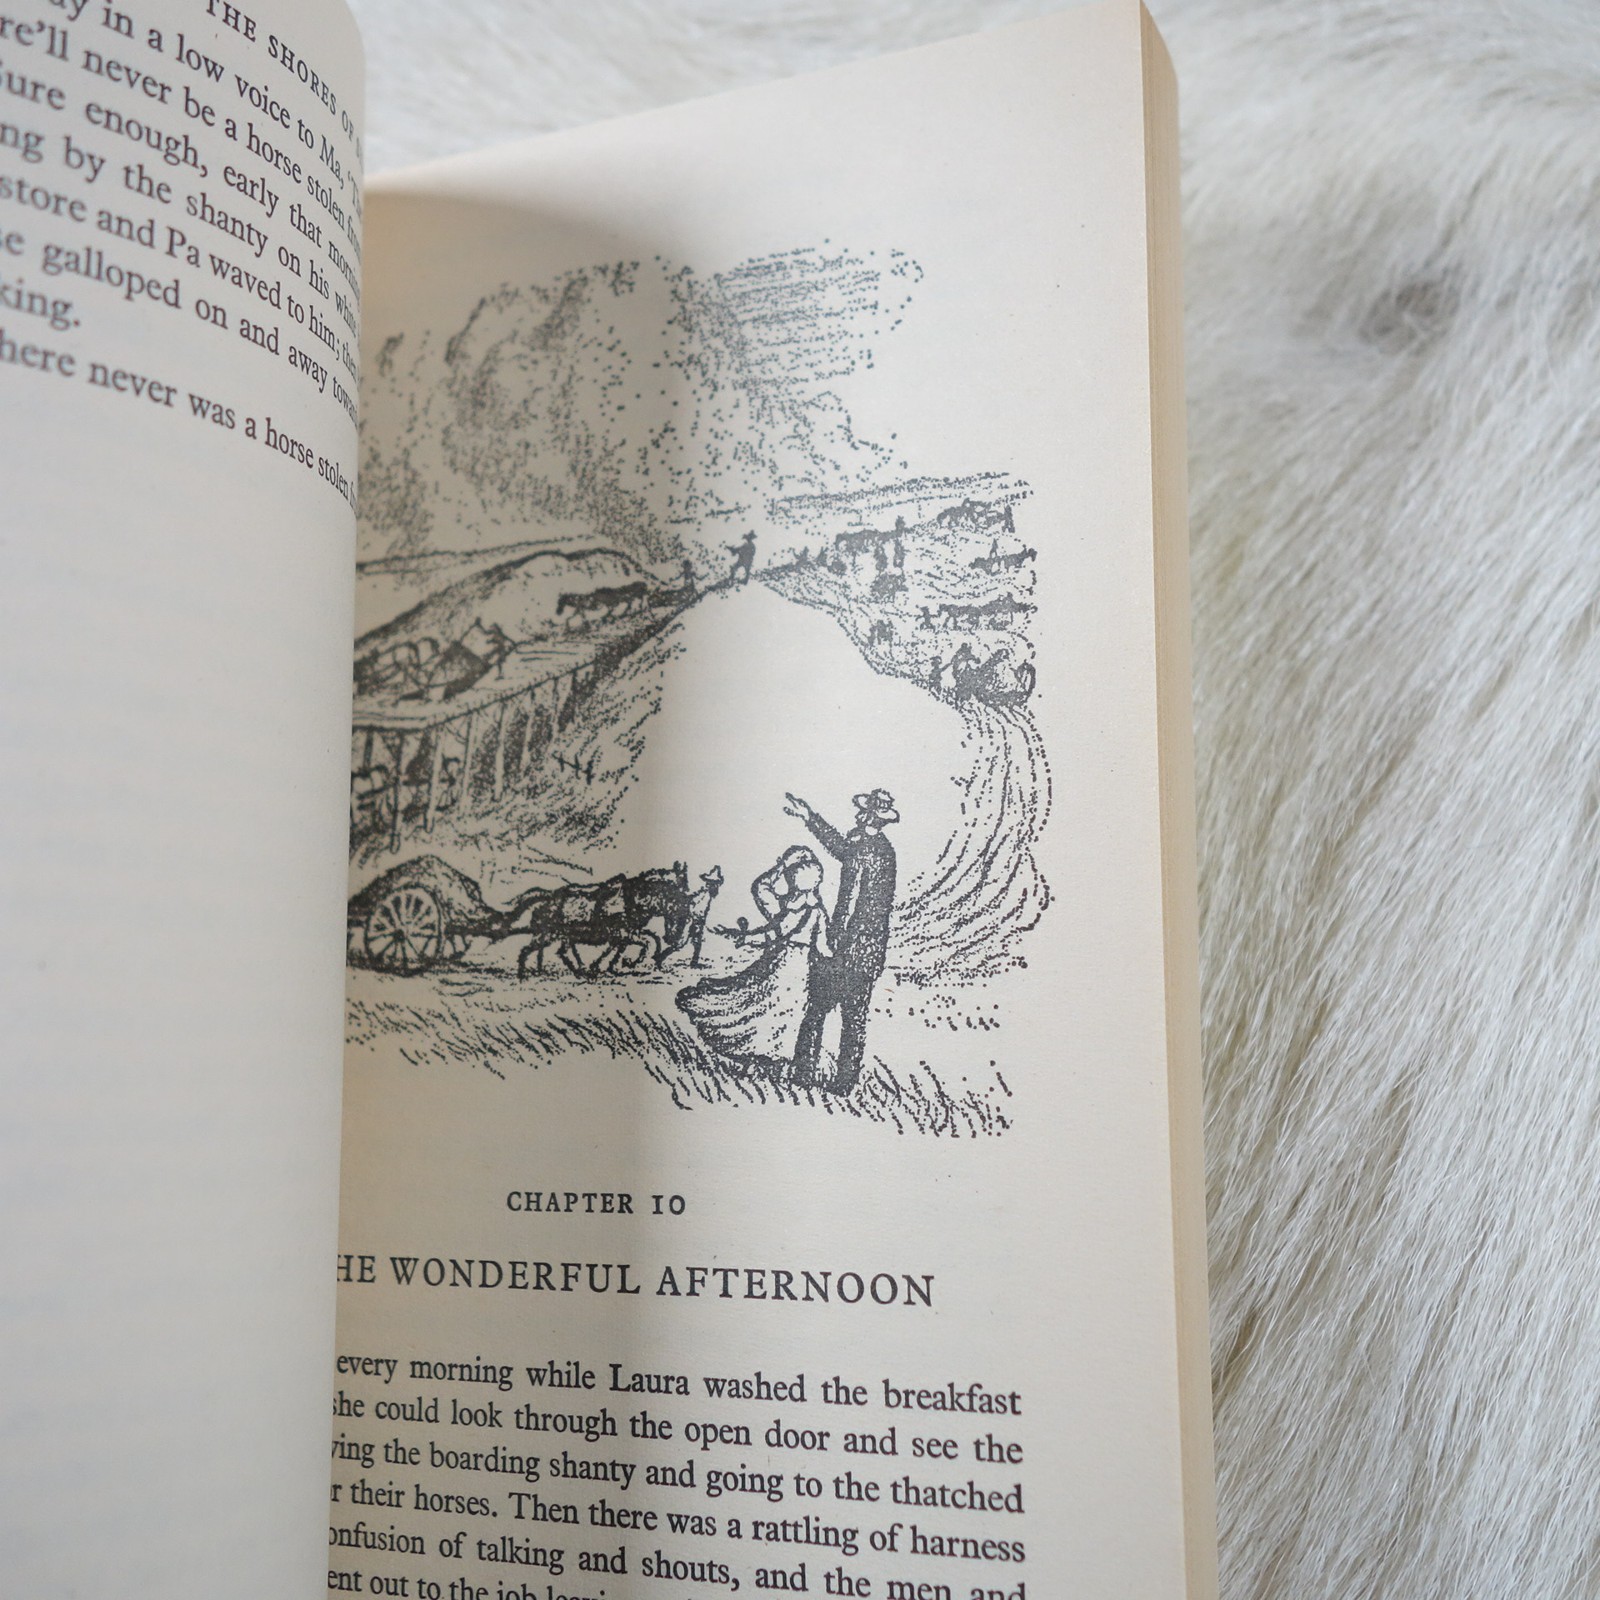 THE SHORES OF
in a low voice to Ma,
re'll never be a horse stolen
Sure enough, early that
ng by the shanty on his white
store and Pa waved to him; then
se galloped on and away
king.
here never was a horse stolen
CHAPTER 10
HE WONDERFUL AFTERNOON
every morning while Laura washed the breakfast
she could look through the open door and see the
ving the boarding shanty and going to the thatched
r their horses. Then there was a rattling of harness
onfusion of talking and shouts, and the men and
ent out to the job